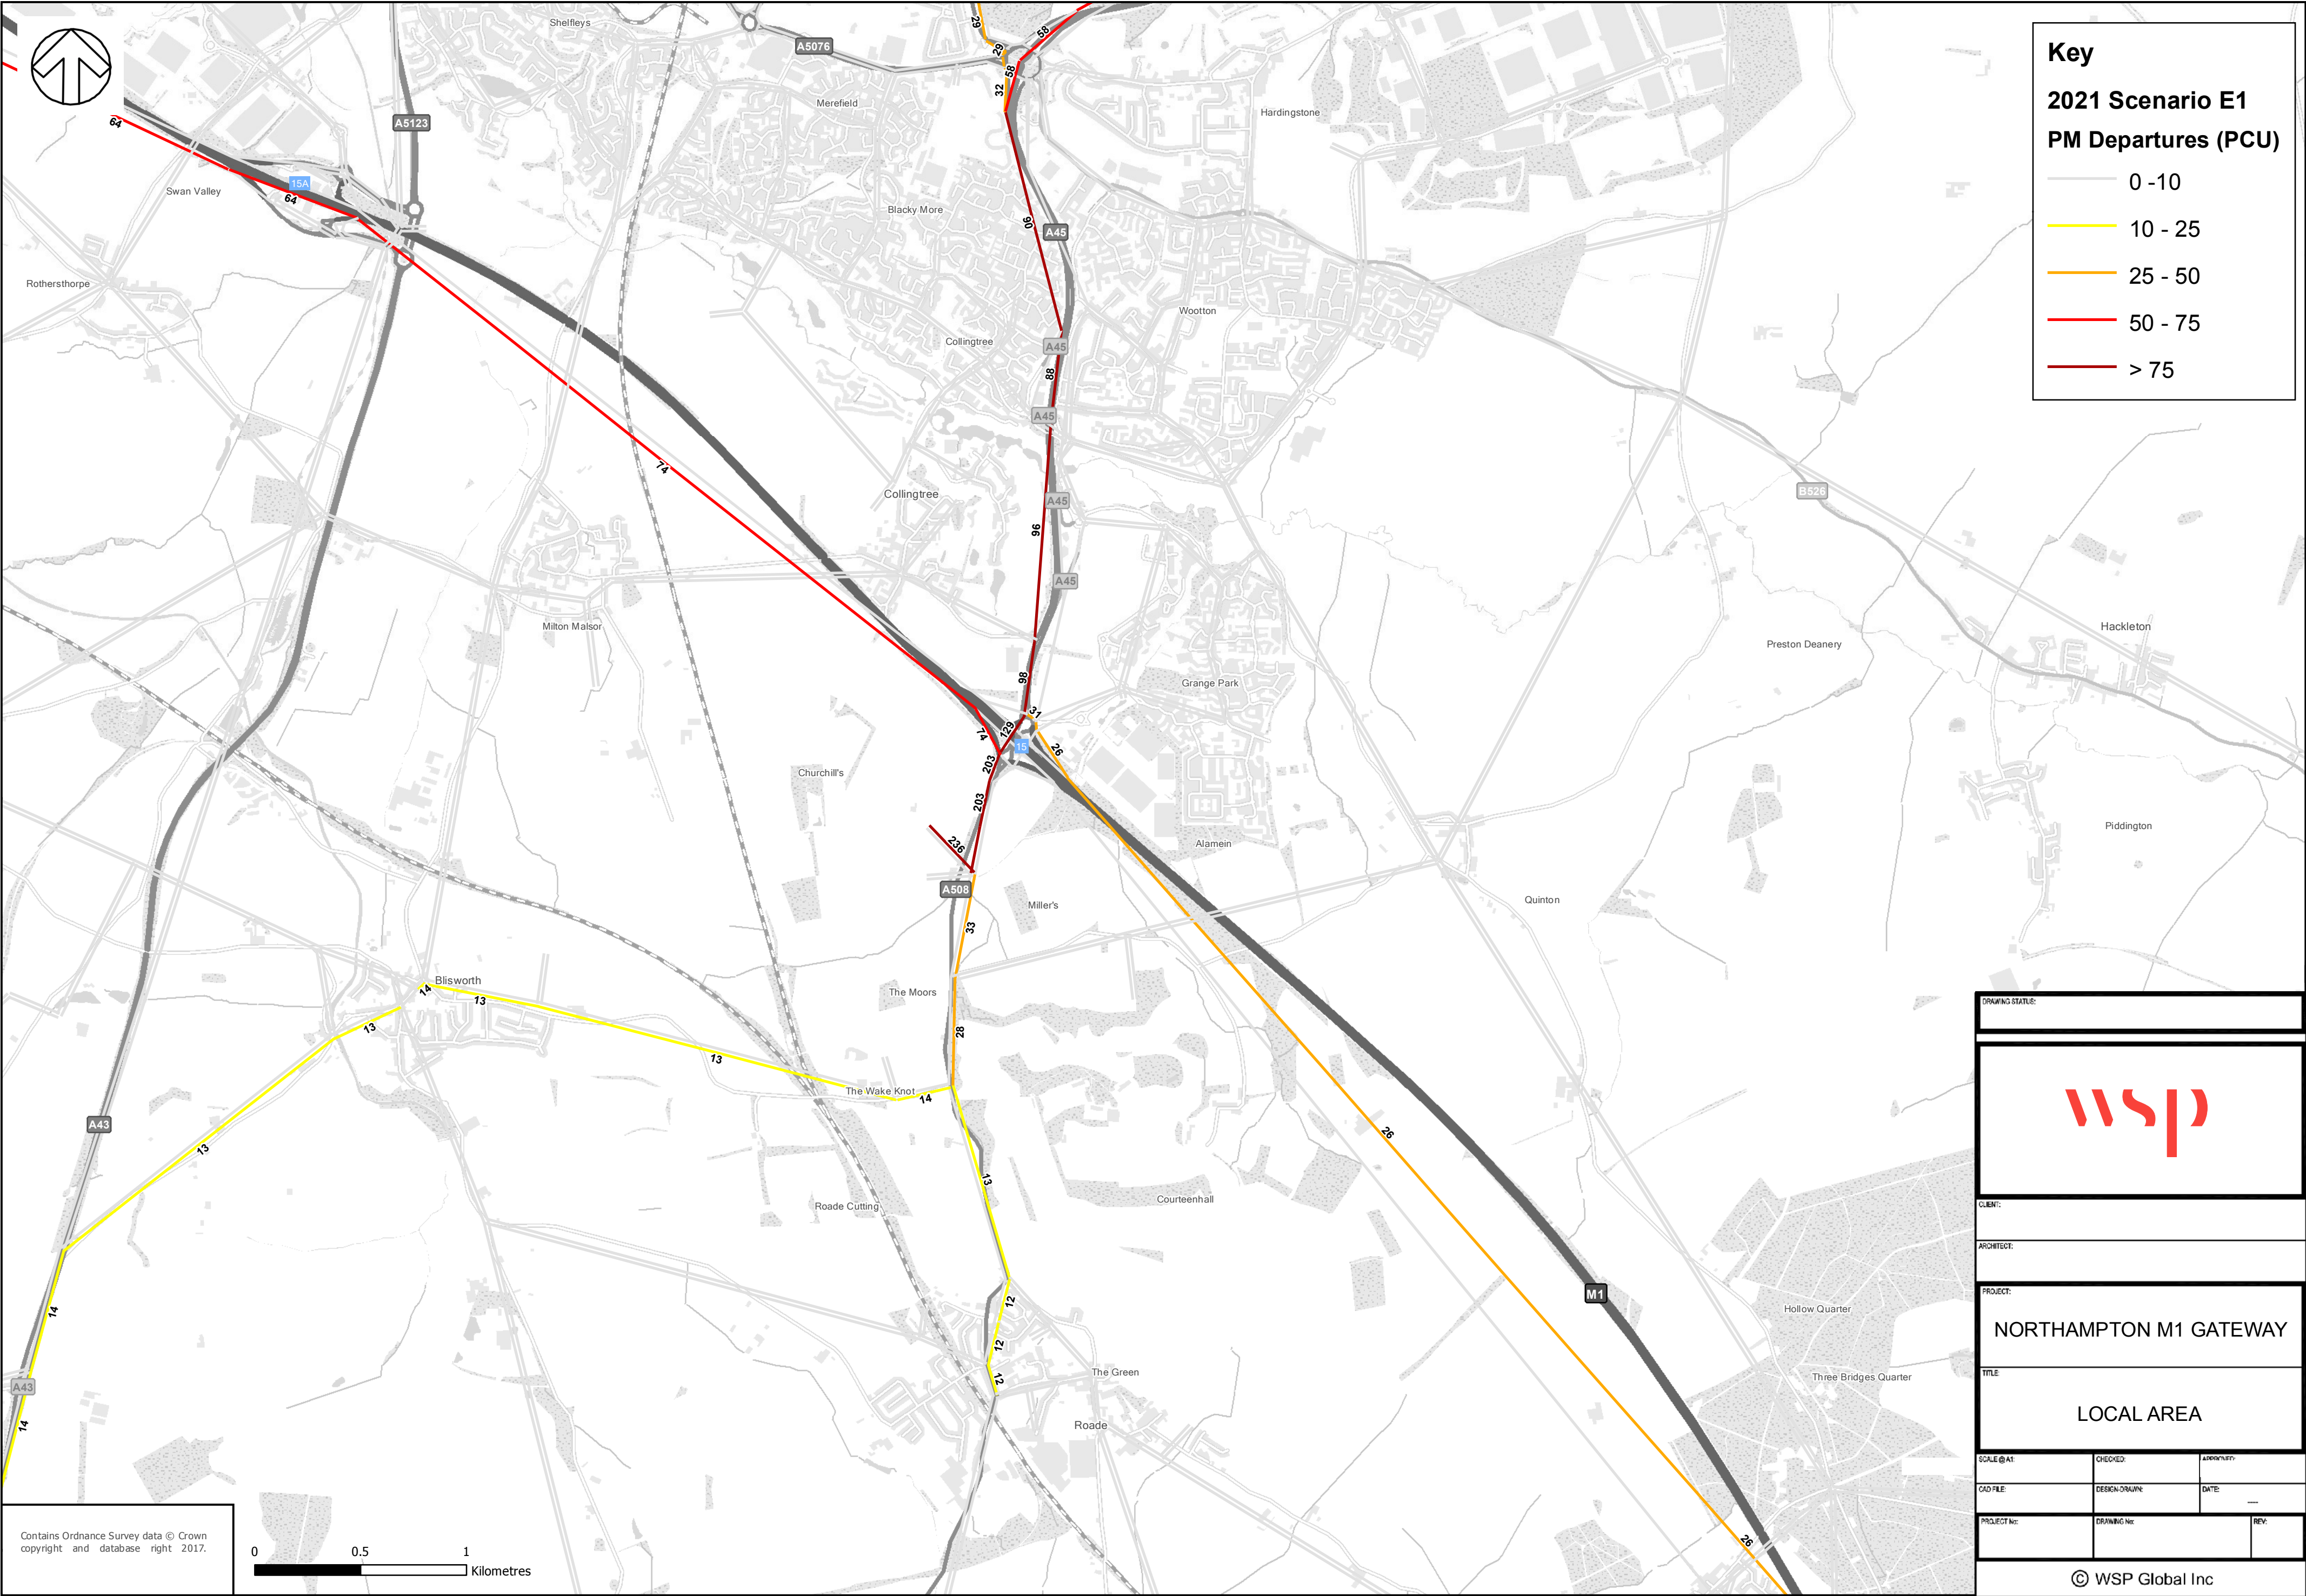 Key
2021 Scenario E1
PM Departures (PCU)
0 -10
10 - 25
25 - 50
50 - 75
> 75
Shelfleys
A5076
29
29
58
58
32
Merefield
Hardingstone
A5123
64
15A
64
Swan Valley
Blacky More
90
A45
Rothersthorpe
Wootton
Collingtree
A45
88
A45
74
Collingtree
A45
B526
96
A45
Milton Malsor
Hackleton
Preston Deanery
Grange Park
98
31
129
74
15
26
203
Churchill's
203
236
Alamein
Piddington
A508
Miller's
Quinton
33
Blisworth
14
13
The Moors
13
28
13
The Wake Knot
14
A43
26
13
13
Roade Cutting
Courteenhall
M1
12
14
Hollow Quarter
12
The Green
12
Three Bridges Quarter
A43
Roade
14
26
DRAWING STATUS:
wsp
CLIENT:
ARCHITECT:
PROJECT:
NORTHAMPTON M1 GATEWAY
TITLE:
LOCAL AREA
SCALE @ A1:
CHECKED:
APPROVED:
CAD FILE:
DESIGN-DRAWN:
DATE:
----
PROJECT No:
DRAWING No:
REV:
© WSP Global Inc
Contains Ordnance Survey data © Crown
copyright and database right 2017.
0 0.5 1
Kilometres